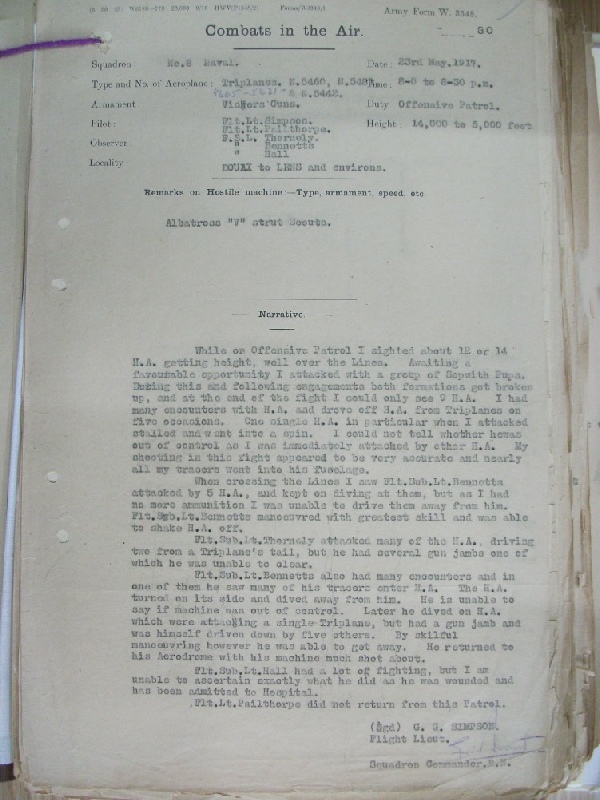 Army Form W. 3348.
Combats in the Air.
80
Squadron No.8 Naval. Date: 23rd May, 1917.
Type and No. of Aeroplane: Triplanes. N.5460, Time: 8-0 to 8-30 p.m.
& N.5442.
Armament Vickers Guns. Duty Offensive Patrol.
Pilot: Flt.Lt.Simpson. Height: 14,000 to 5,000 feet
Flt.Lt.Pailthorpe.
Observer F.S.L. Thornely.
" Bennetts
" Hall
Locality DOUAI to LENS and environs.
Remarks on Hostile machine:—Type, armament, speed, etc.
Albatross "V" strut Scouts.
Narrative.
While on Offensive Patrol I sighted about 12 or 14
H.A. getting height, well over the Lines. Awaiting a
favourable opportunity I attacked with a group of Sopwith Pups.
During this and following engagements both formations got broken
up, and at the end of the fight I could only see 9 H.A. I had
many encounters with H.A. and drove off H.A. from Triplanes on
five occasions. One single H.A. in particular when I attacked
stalled and went into a spin. I could not tell whether hewas
out of control as I was immediately attacked by other H.A. My
shooting in this fight appeared to be very accurate and nearly
all my tracers went into his fuselage.
When crossing the Lines I saw Flt.Sub.Lt.Bennetts
attacked by 5 H.A., and kept on diving at them, but as I had
no more ammunition I was unable to drive them away from him.
Flt.Sub.Lt.Bennetts manoeuvred with greatest skill and was able
to shake H.A. off.
Flt.Sub.Lt.Thornely attacked many of the H.A., driving
two from a Triplane's tail, but he had several gun jambs one of
which he was unable to clear.
Flt.Sub.Lt.Bennetts also had many encounters and in
one of them he saw many of his tracers enter H.A. The H.A.
turned on its side and dived away from him. He is unable to
say if machine was out of control. Later he dived on H.A.
which were attacking a single Triplane, but had a gun jamb and
was himself driven down by five others. By skilful
manoeuvring however he was able to get away. He returned to
his Aerodrome with his machine much shot about.
Flt.Sub.Lt.Hall had a lot of fighting, but I am
unable to ascertain exactly what he did as he was wounded and
has been admitted to Hospital.
Flt.Lt.Pailthorpe did not return from this Patrol.
(Sgd) G. G. SIMPSON.
Flight Lieut.
Squadron Commander.R.N.